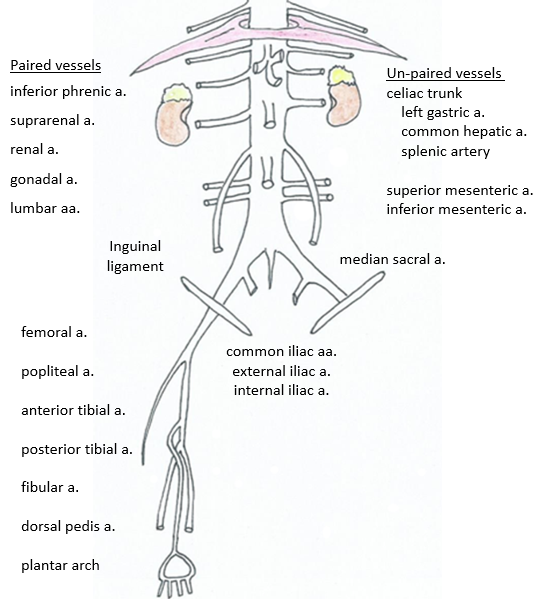 Paired vessels
inferior phrenic a.
suprarenal a.
renal a.
gonadal a.
lumbar aa.
Un-paired vessels
celiac trunk
left gastric a.
common hepatic a.
splenic artery
superior mesenteric a.
inferior mesenteric a.
Inguinal
ligament
median sacral a.
common iliac aa.
external iliac a.
internal iliac a.
femoral a.
popliteal a.
anterior tibial a.
posterior tibial a.
fibular a.
dorsal pedis a.
plantar arch